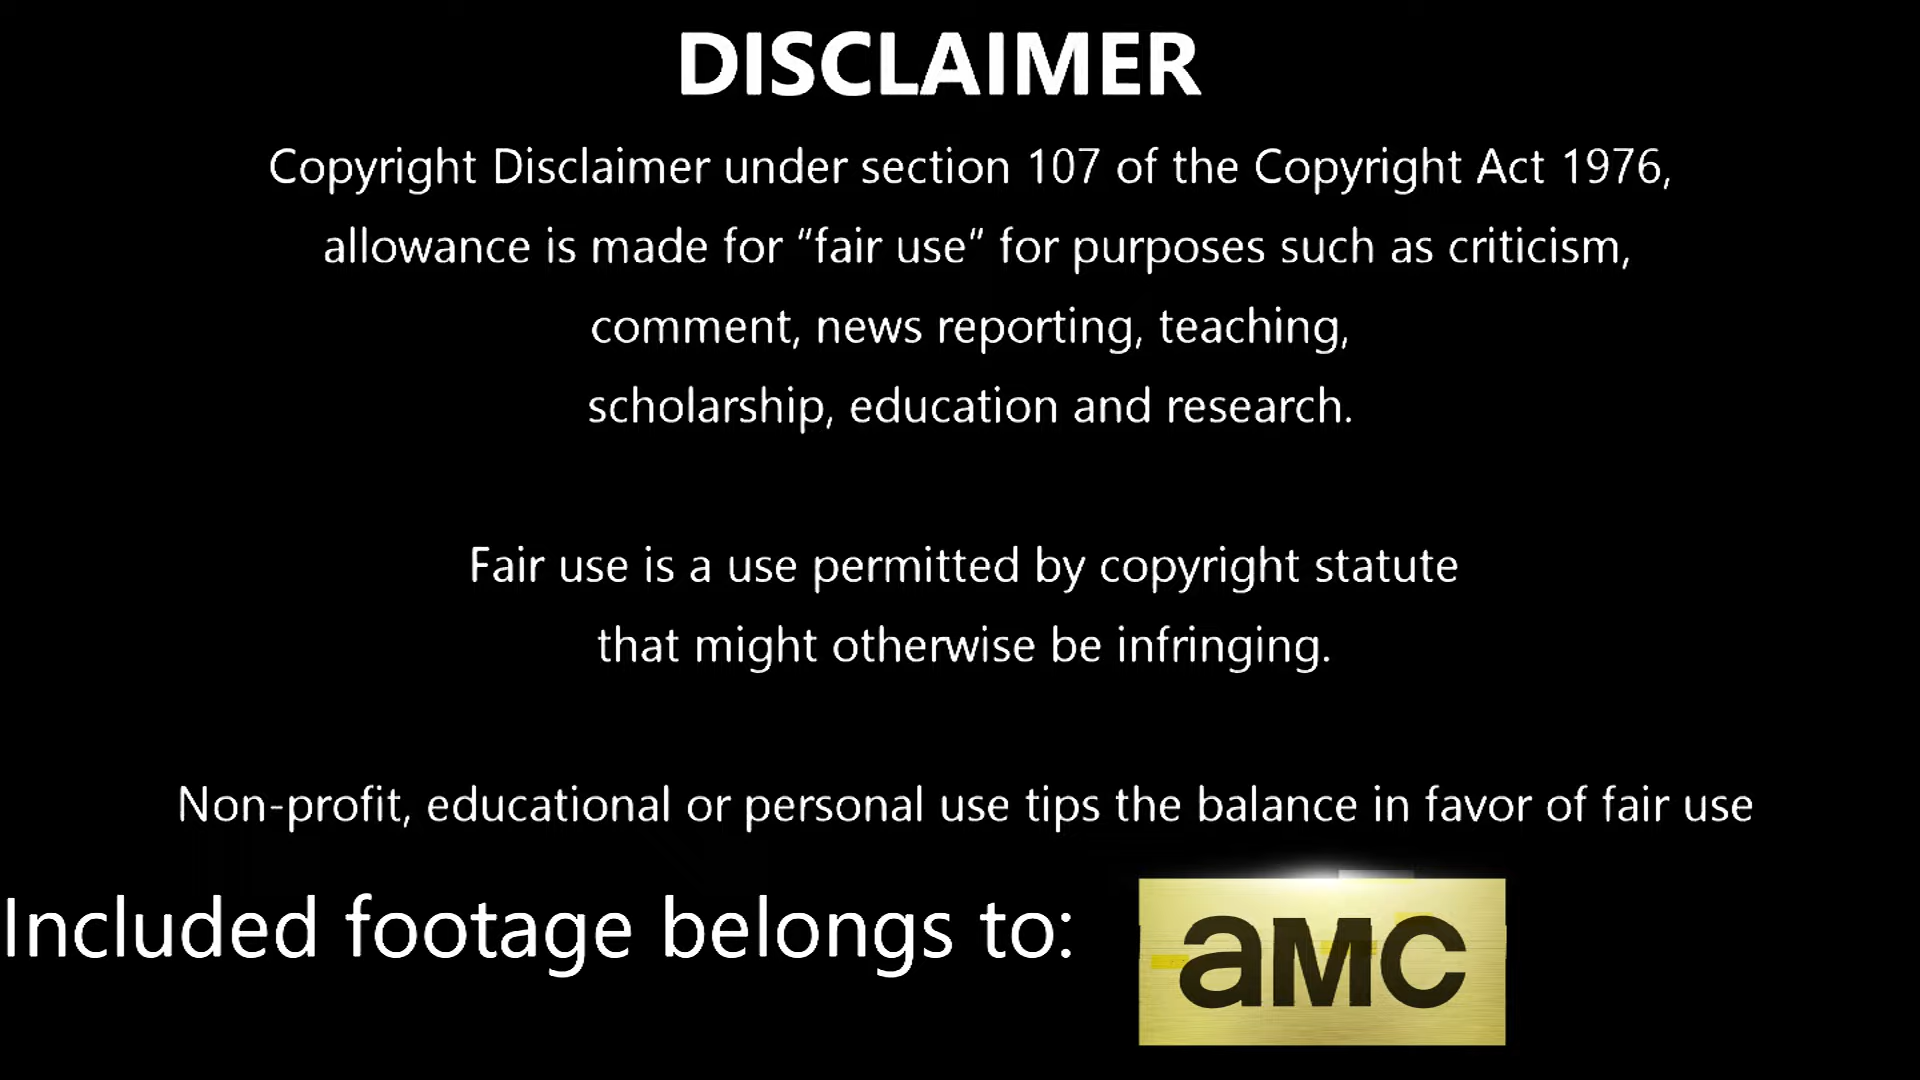 DISCLAIMER
Copyright Disclaimer under section 107 of the Copyright Act 1976,
allowance is made for “fair use” for purposes such as criticism,
comment, news reporting, teaching,
scholarship, education and research.
Fair use is a use permitted by copyright statute
that might otherwise be infringing.
Non-profit, educational or personal use tips the balance in favor of fair use
Included footage belongs to:
aMC